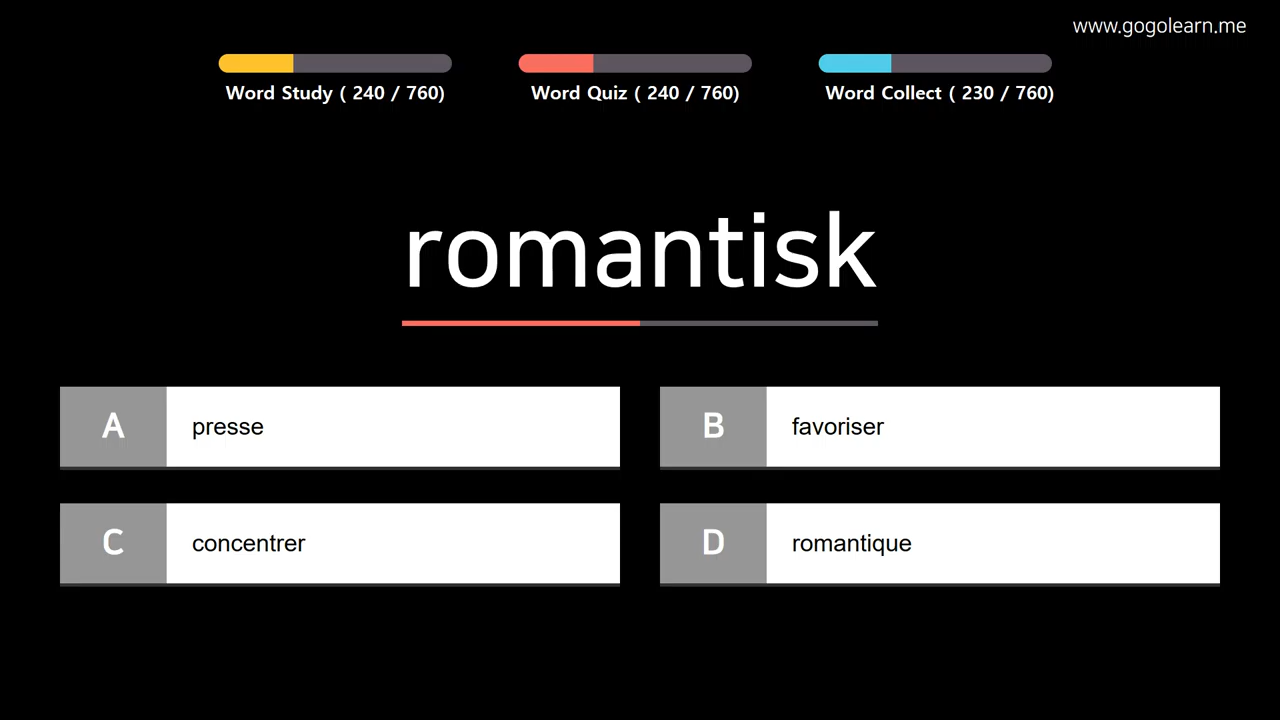 www.gogolearn.me
Word Study ( 240 / 760)
Word Quiz ( 240 / 760)
Word Collect ( 230 / 760)
romantisk
A presse
B favoriser
C concentrer
D romantique